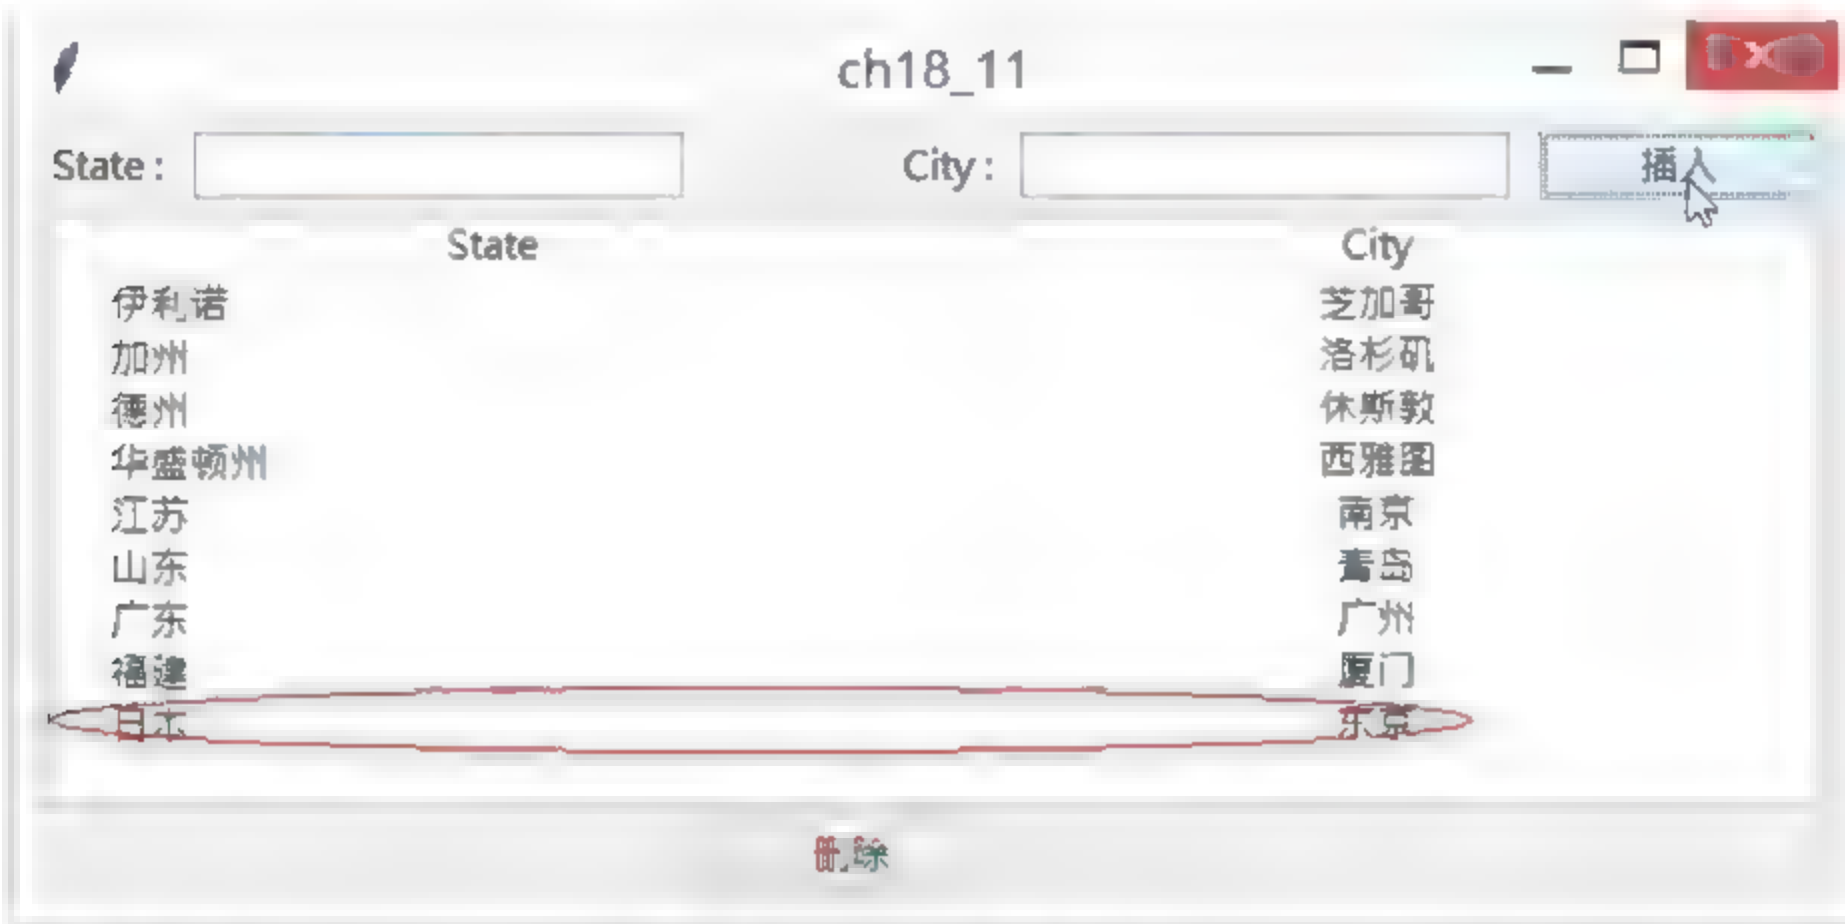 ch18_11
State : City : 插入
State City
伊利诺 芝加哥
加州 洛杉矶
德州 休斯敦
华盛顿州 西雅图
江苏 南京
山东 青岛
广东 广州
福建 厦门
日本 东京
删除